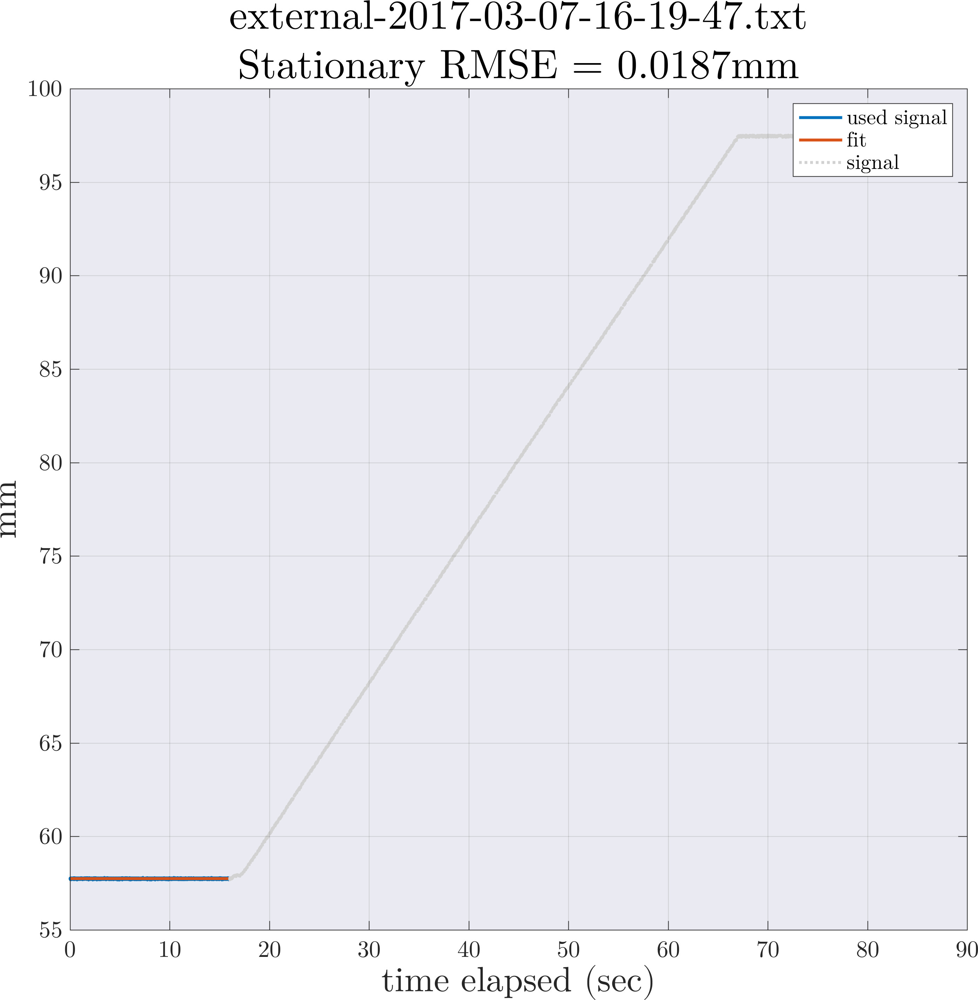 external-2017-03-07-16-19-47.txt
Stationary RMSE = 0.0187mm
100
95
90
85
80
75
70
65
60
55
mm
used signal
fit
signal
0 10 20 30 40 50 60 70 80 90
time elapsed (sec)